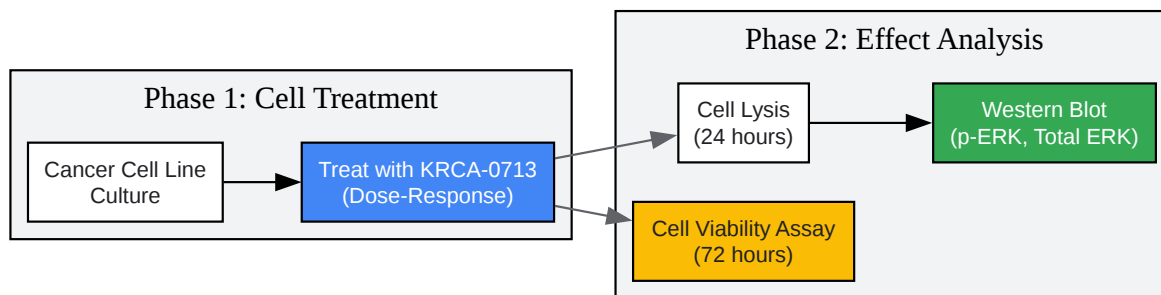 Phase 1: Cell Treatment
Cancer Cell Line
Culture
Treat with KRCA-0713
(Dose-Response)
Phase 2: Effect Analysis
Cell Lysis
(24 hours)
Western Blot
(p-ERK, Total ERK)
Cell Viability Assay
(72 hours)